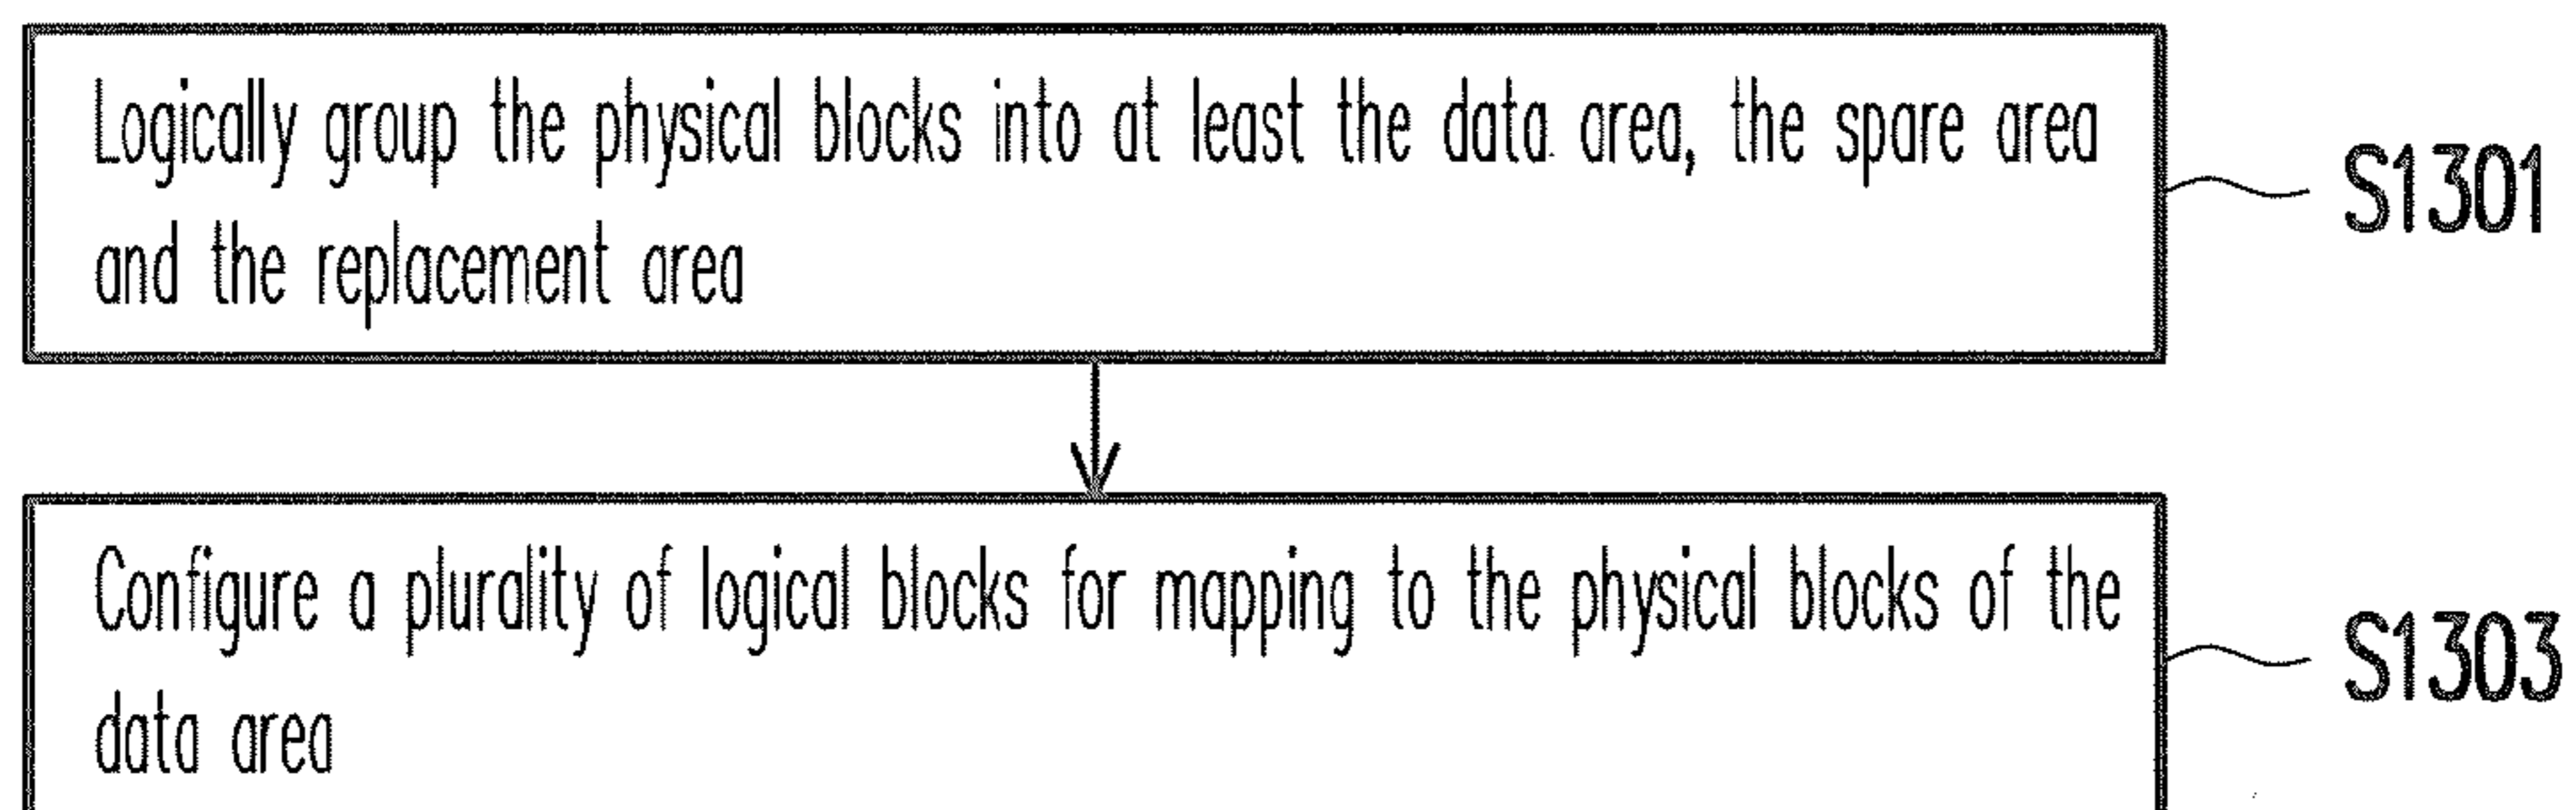 Logically group the physical blocks into at least the data area, the spare area
and the replacement area
S1301
Configure a plurality of logical blocks for mapping to the physical blocks of the
data area
S1303